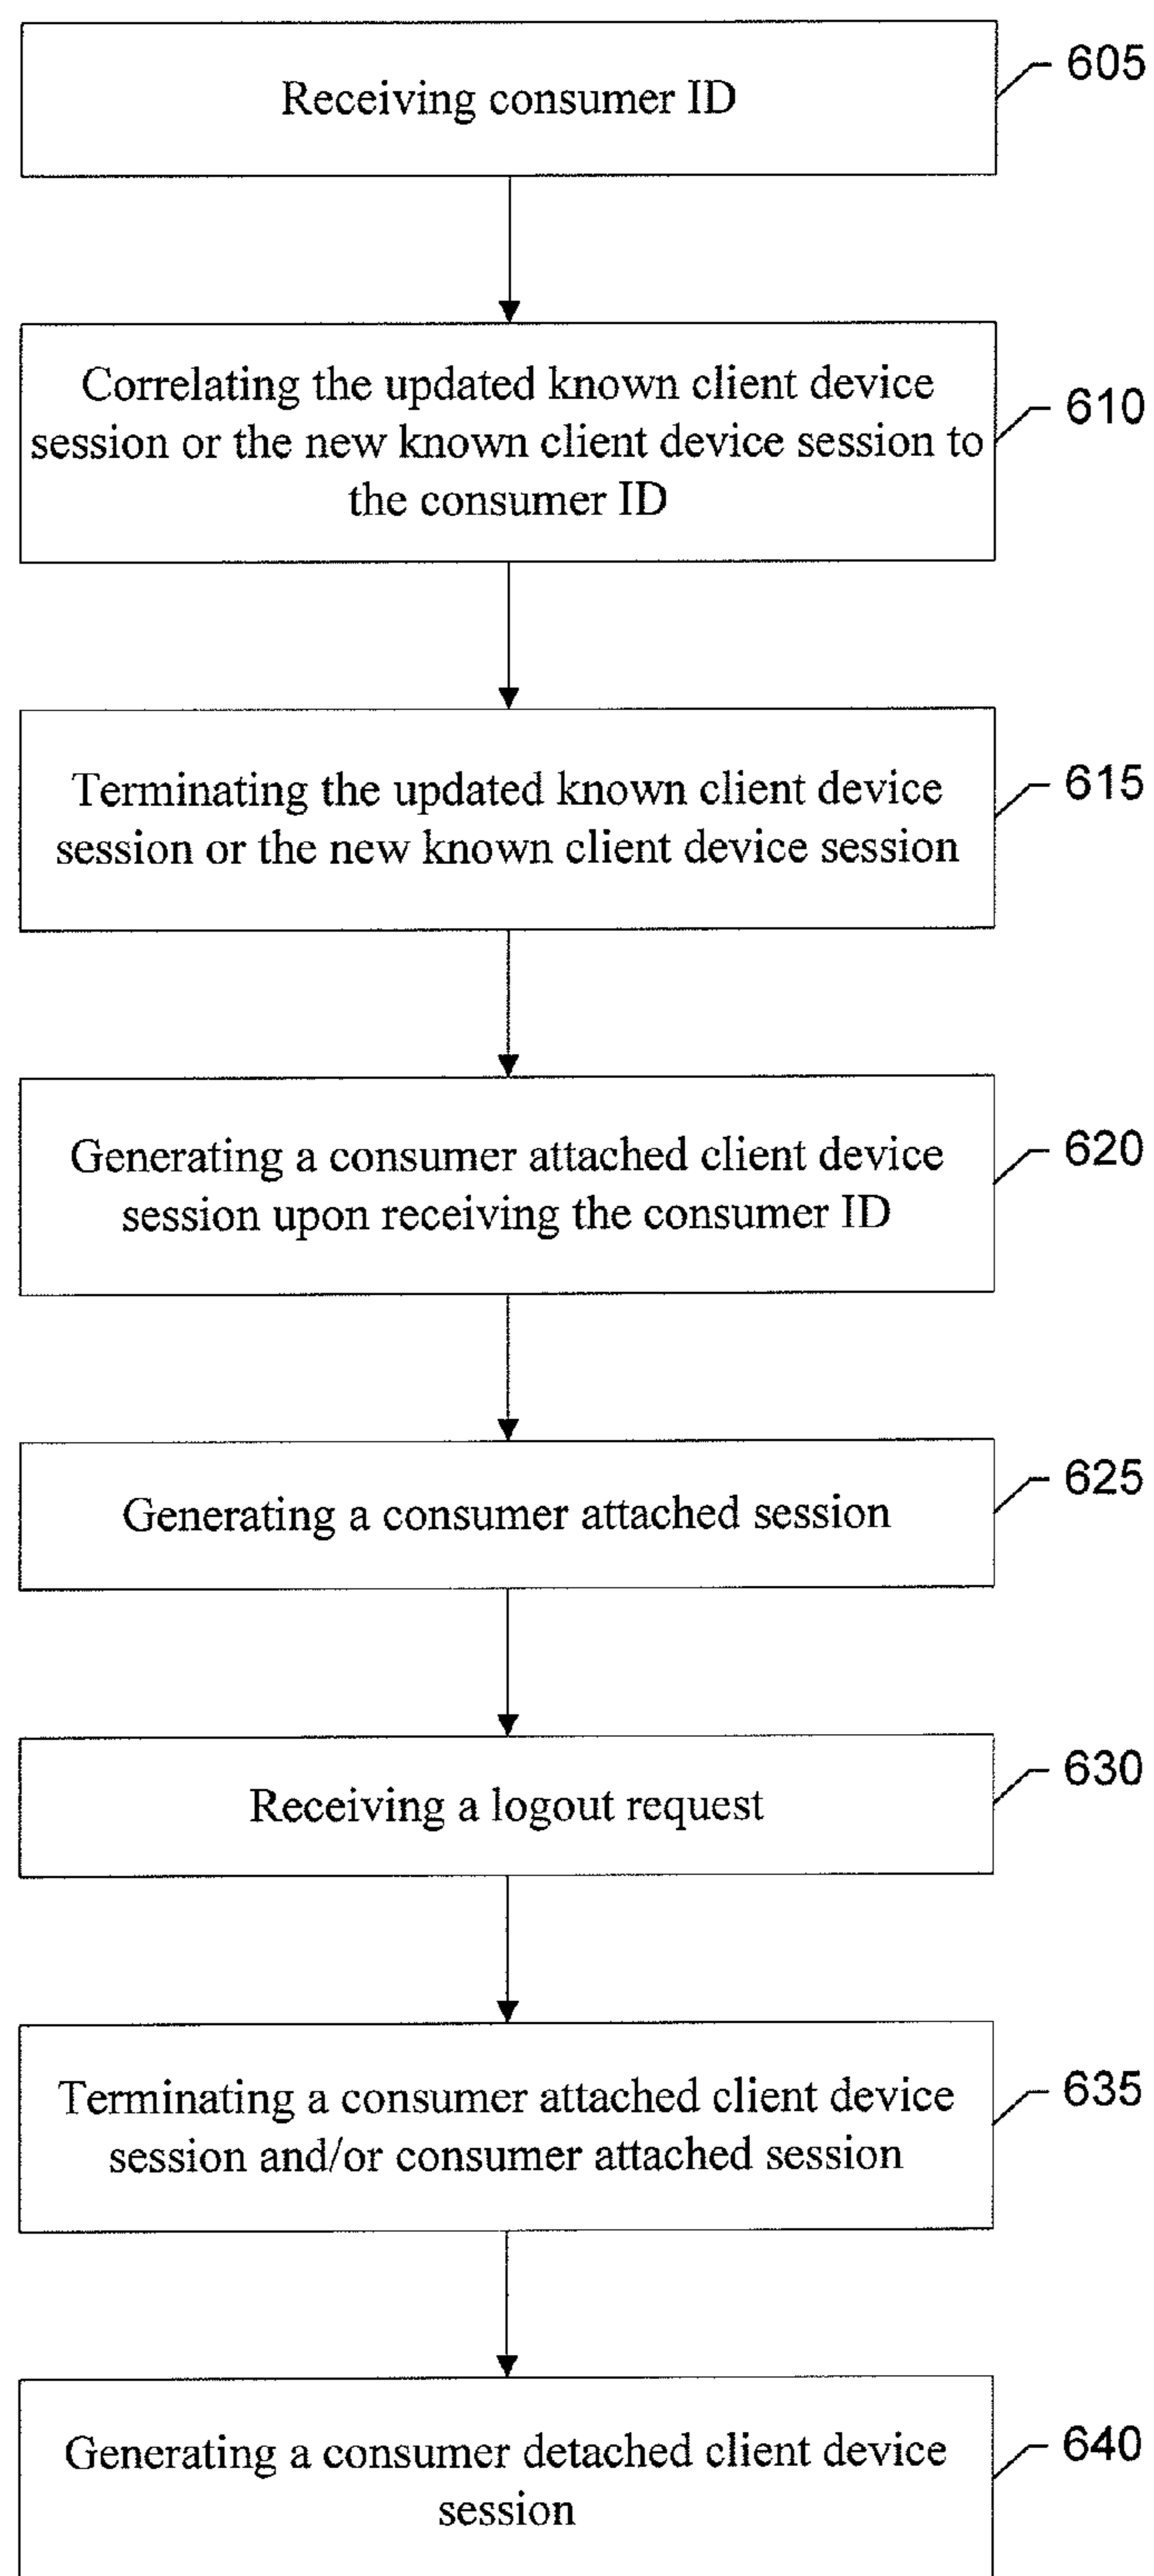 Receiving consumer ID
605
Correlating the updated known client device
session or the new known client device session to
the consumer ID
610
Terminating the updated known client device
session or the new known client device session
615
Generating a consumer attached client device
session upon receiving the consumer ID
620
Generating a consumer attached session
625
Receiving a logout request
630
Terminating a consumer attached client device
session and/or consumer attached session
635
Generating a consumer detached client device
session
640